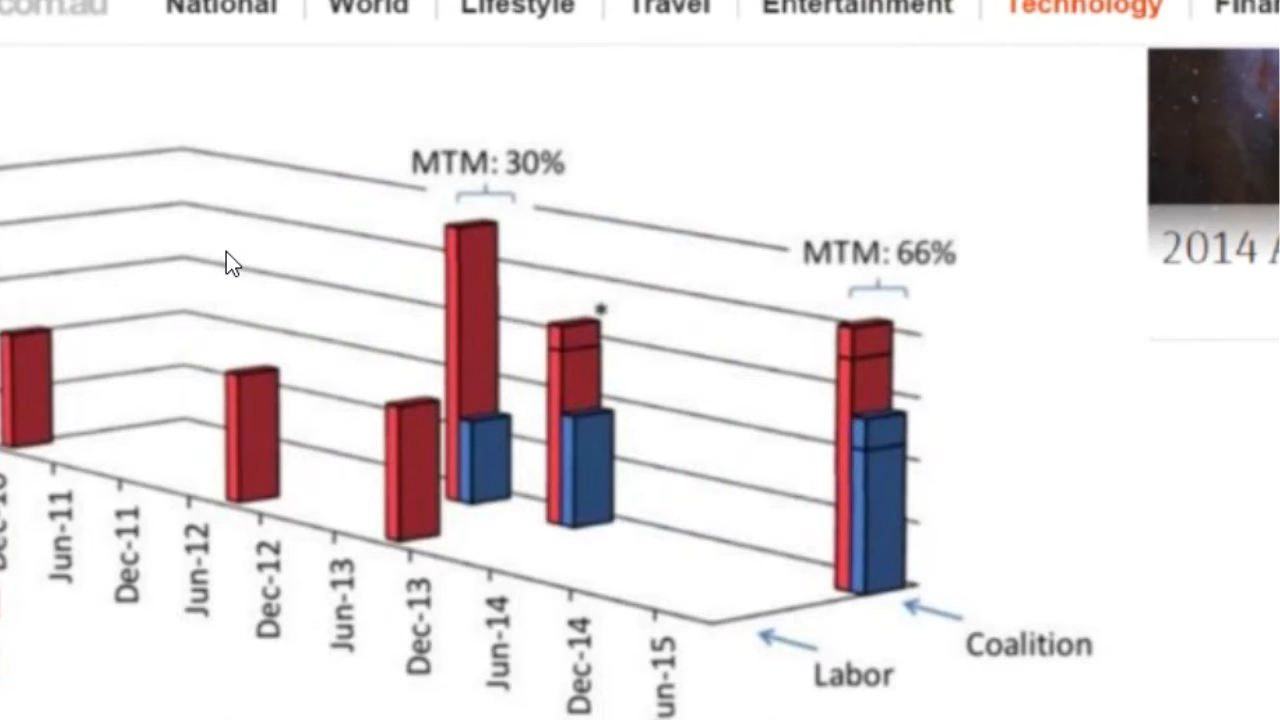 com.au National World Lifestyle Travel Entertainment Technology Finan
MTM: 30%
MTM: 66%
2014 A
Jun-11
Dec-11
Jun-12
Dec-12
Jun-13
Dec-13
Jun-14
Dec-14
un-15
Labor
Coalition